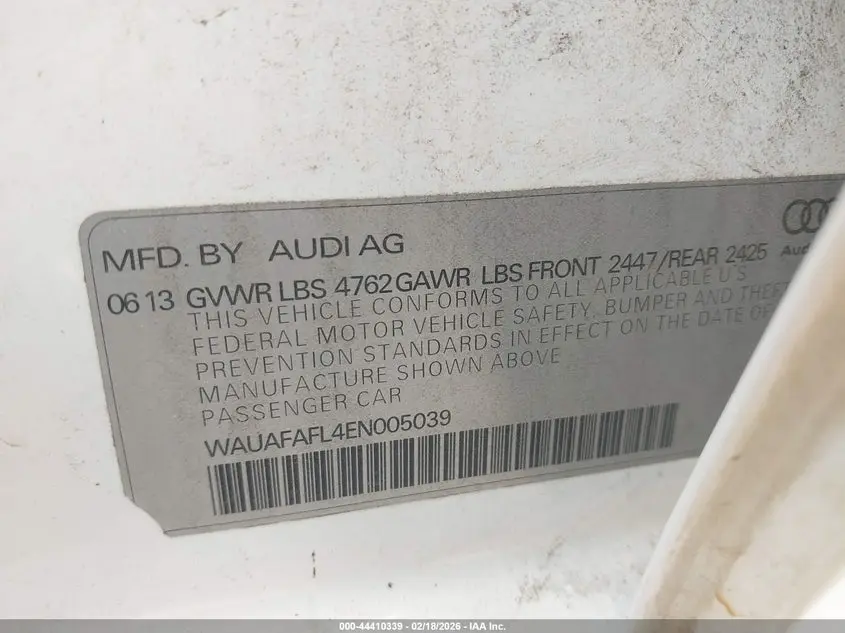 MFD. BY AUDI AG
06 13 GVWR LBS 4762 GAWR LBS FRONT 2447/REAR 2425
THIS VEHICLE CONFORMS TO ALL APPLICABLE U S
FEDERAL MOTOR VEHICLE SAFETY, BUMPER AND THEFT
PREVENTION STANDARDS IN EFFECT ON THE DATE OF
MANUFACTURE SHOWN ABOVE
PASSENGER CAR
WAUAFAFL4EN005039
000-44410339 - 02/18/2026 - IAA Inc.